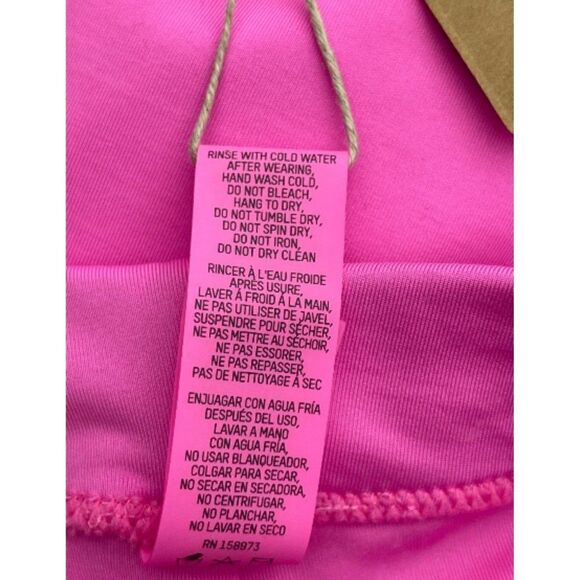 RINSE WITH COLD WATER
AFTER WEARING,
HAND WASH COLD,
DO NOT BLEACH,
HANG TO DRY,
DO NOT TUMBLE DRY,
DO NOT SPIN DRY,
DO NOT IRON,
DO NOT DRY CLEAN
RINCER À L'EAU FROIDE
APRÈS USURE,
LAVER À FROID À LA MAIN,
NE PAS UTILISER DE JAVEL,
SUSPENDRE POUR SÉCHER,
NE PAS METTRE AU SÉCHOIR,
NE PAS ESSORER,
NE PAS REPASSER,
PAS DE NETTOYAGE À SEC
ENJUAGAR CON AGUA FRÍA
DESPUÉS DEL USO,
LAVAR A MANO
CON AGUA FRÍA,
NO USAR BLANQUEADOR,
COLGAR PARA SECAR,
NO SECAR EN SECADORA,
NO CENTRIFUGAR,
NO PLANCHAR,
NO LAVAR EN SECO
RN 158973